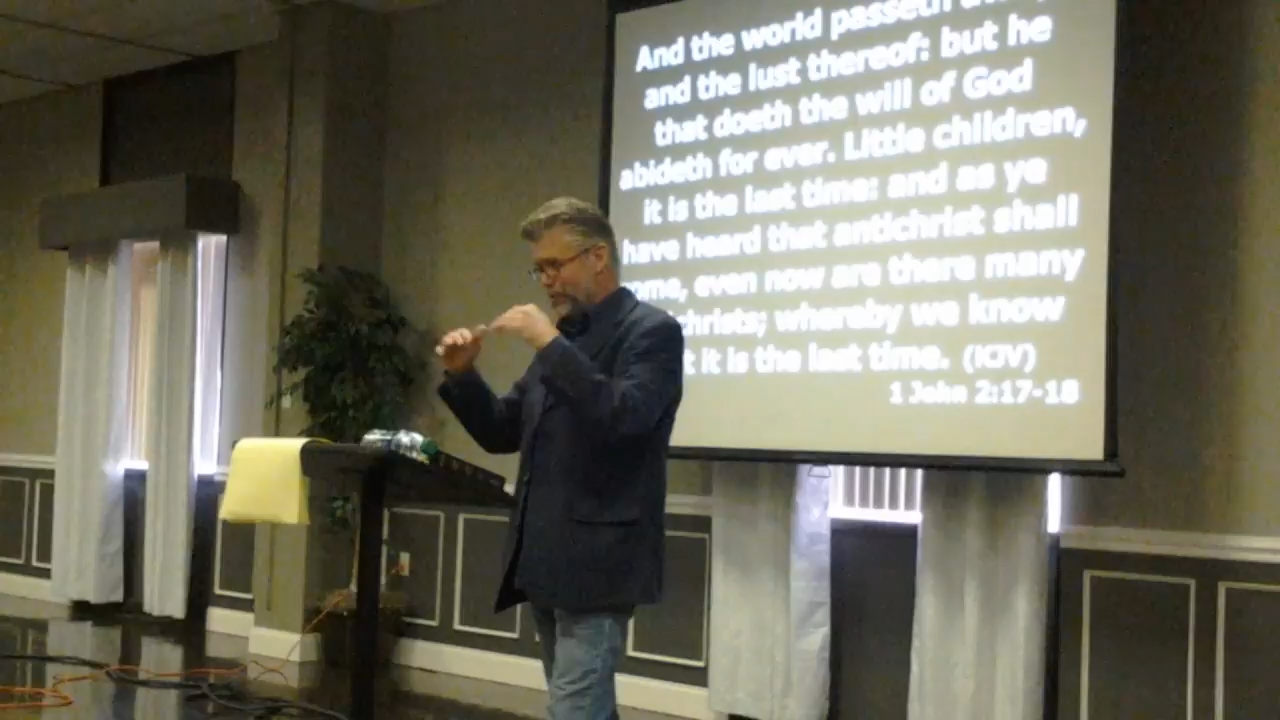 And the world passeth
and the lust thereof: but he
that doeth the will of God
abideth for ever. Little children,
it is the last time: and as ye
have heard that antichrist shall
even now are there many
whereby we know
it is the last time. (KJV)
1 John 2:17-18